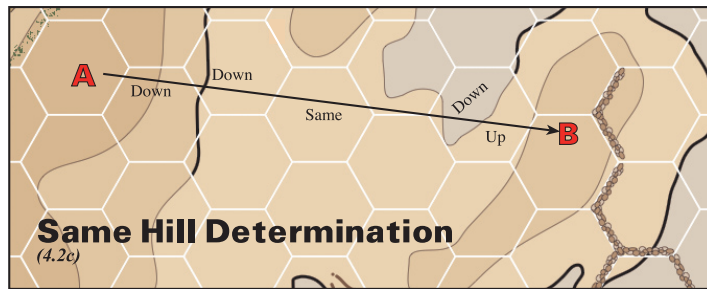 A
Down
Down
Same
Down
Up
B
Same Hill Determination
(4.2c)